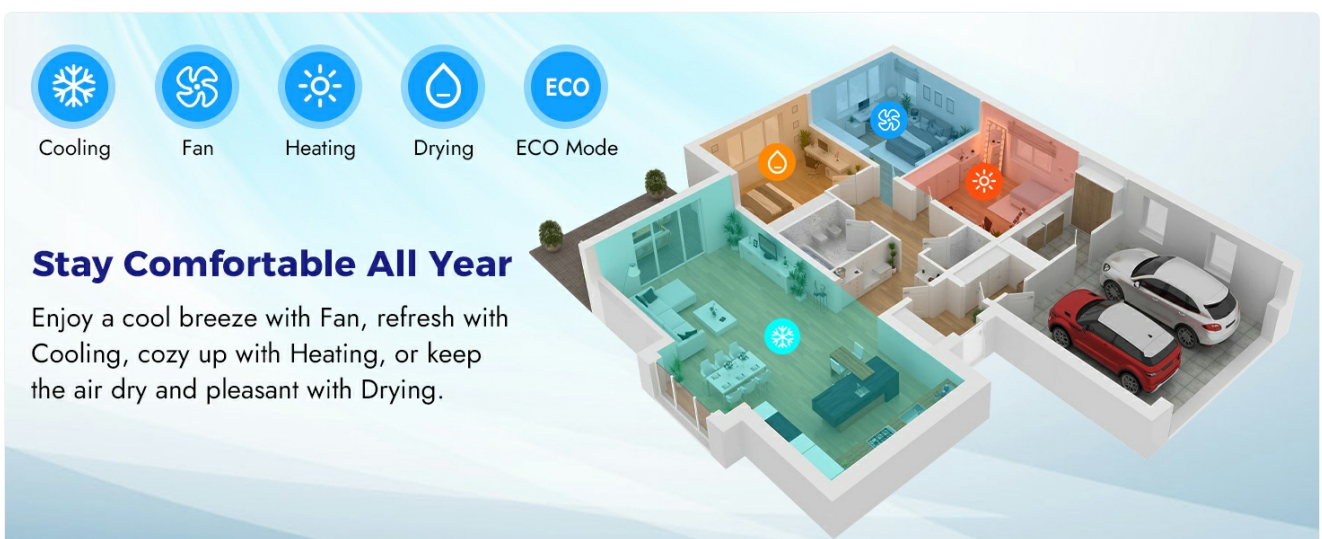 ECO
Cooling
Fan
Heating
Drying
ECO Mode
Stay Comfortable All Year
Enjoy a cool breeze with Fan, refresh with
Cooling, cozy up with Heating, or keep
the air dry and pleasant with Drying.